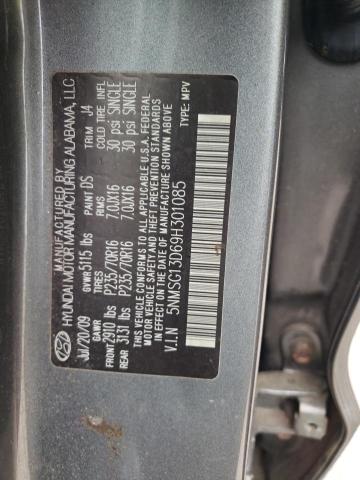 MANUFACTURED BY
HYUNDAI MOTOR MANUFACTURING ALABAMA, LLC
Jul/20/09 GVWR 5115 lbs PAINT DS TRIM J4
GAWR TIRES RIMS COLD TIRE INFL
FRONT 2910 lbs P235/70R16 7.0JX16 30 psi SINGLE
REAR 3131 lbs P235/70R16 7.0JX16 30 psi SINGLE
THIS VEHICLE CONFORMS TO ALL APPLICABLE U.S.A. FEDERAL
MOTOR VEHICLE SAFETY, BUMPER, AND THEFT PREVENTION STANDARDS
IN EFFECT ON THE DATE OF MANUFACTURE SHOWN ABOVE.
V.I.N 5NMSG13D69H301085 TYPE: MPV